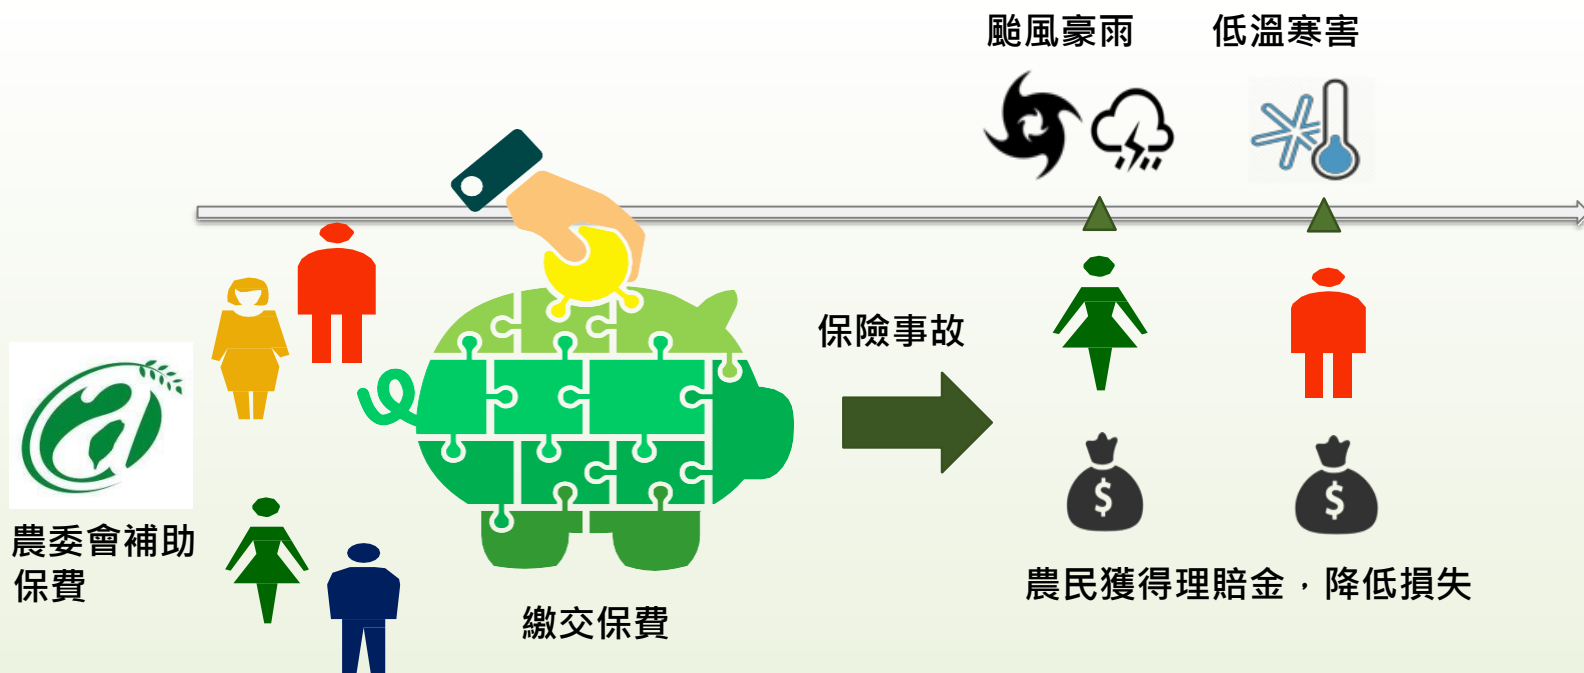 颱風豪雨
低溫寒害
保險事故
農委會補助
保費
繳交保費
$
$
農民獲得理賠金，降低損失